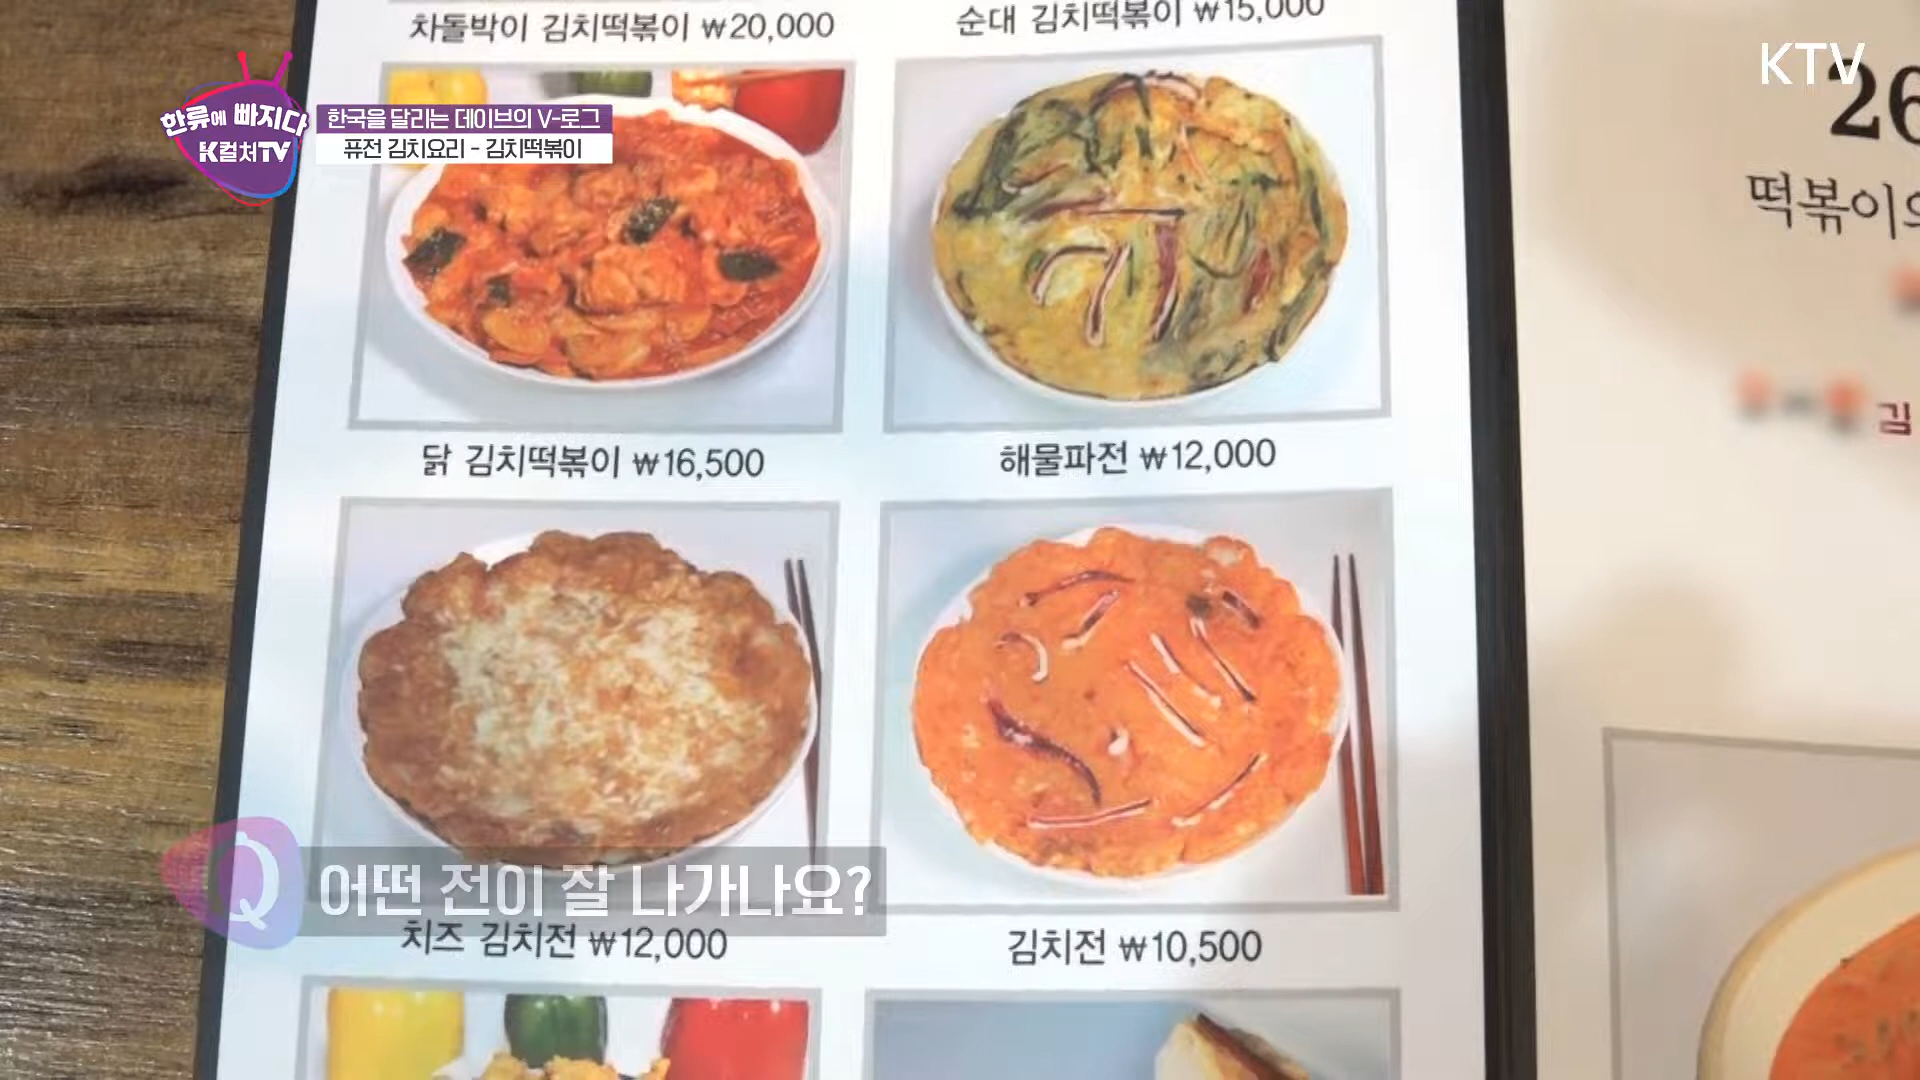 차돌박이 김치떡볶이 ₩20,000
순대 김치떡볶이 ₩15,000
KTV
한류에 빠지다
K컬처TV
한국을 달리는 데이브의 V-로그
퓨전 김치요리 - 김치떡볶이
26
떡볶이의
김
닭 김치떡볶이 ₩16,500
해물파전 ₩12,000
Q 어떤 전이 잘 나가나요?
치즈 김치전 ₩12,000
김치전 ₩10,500